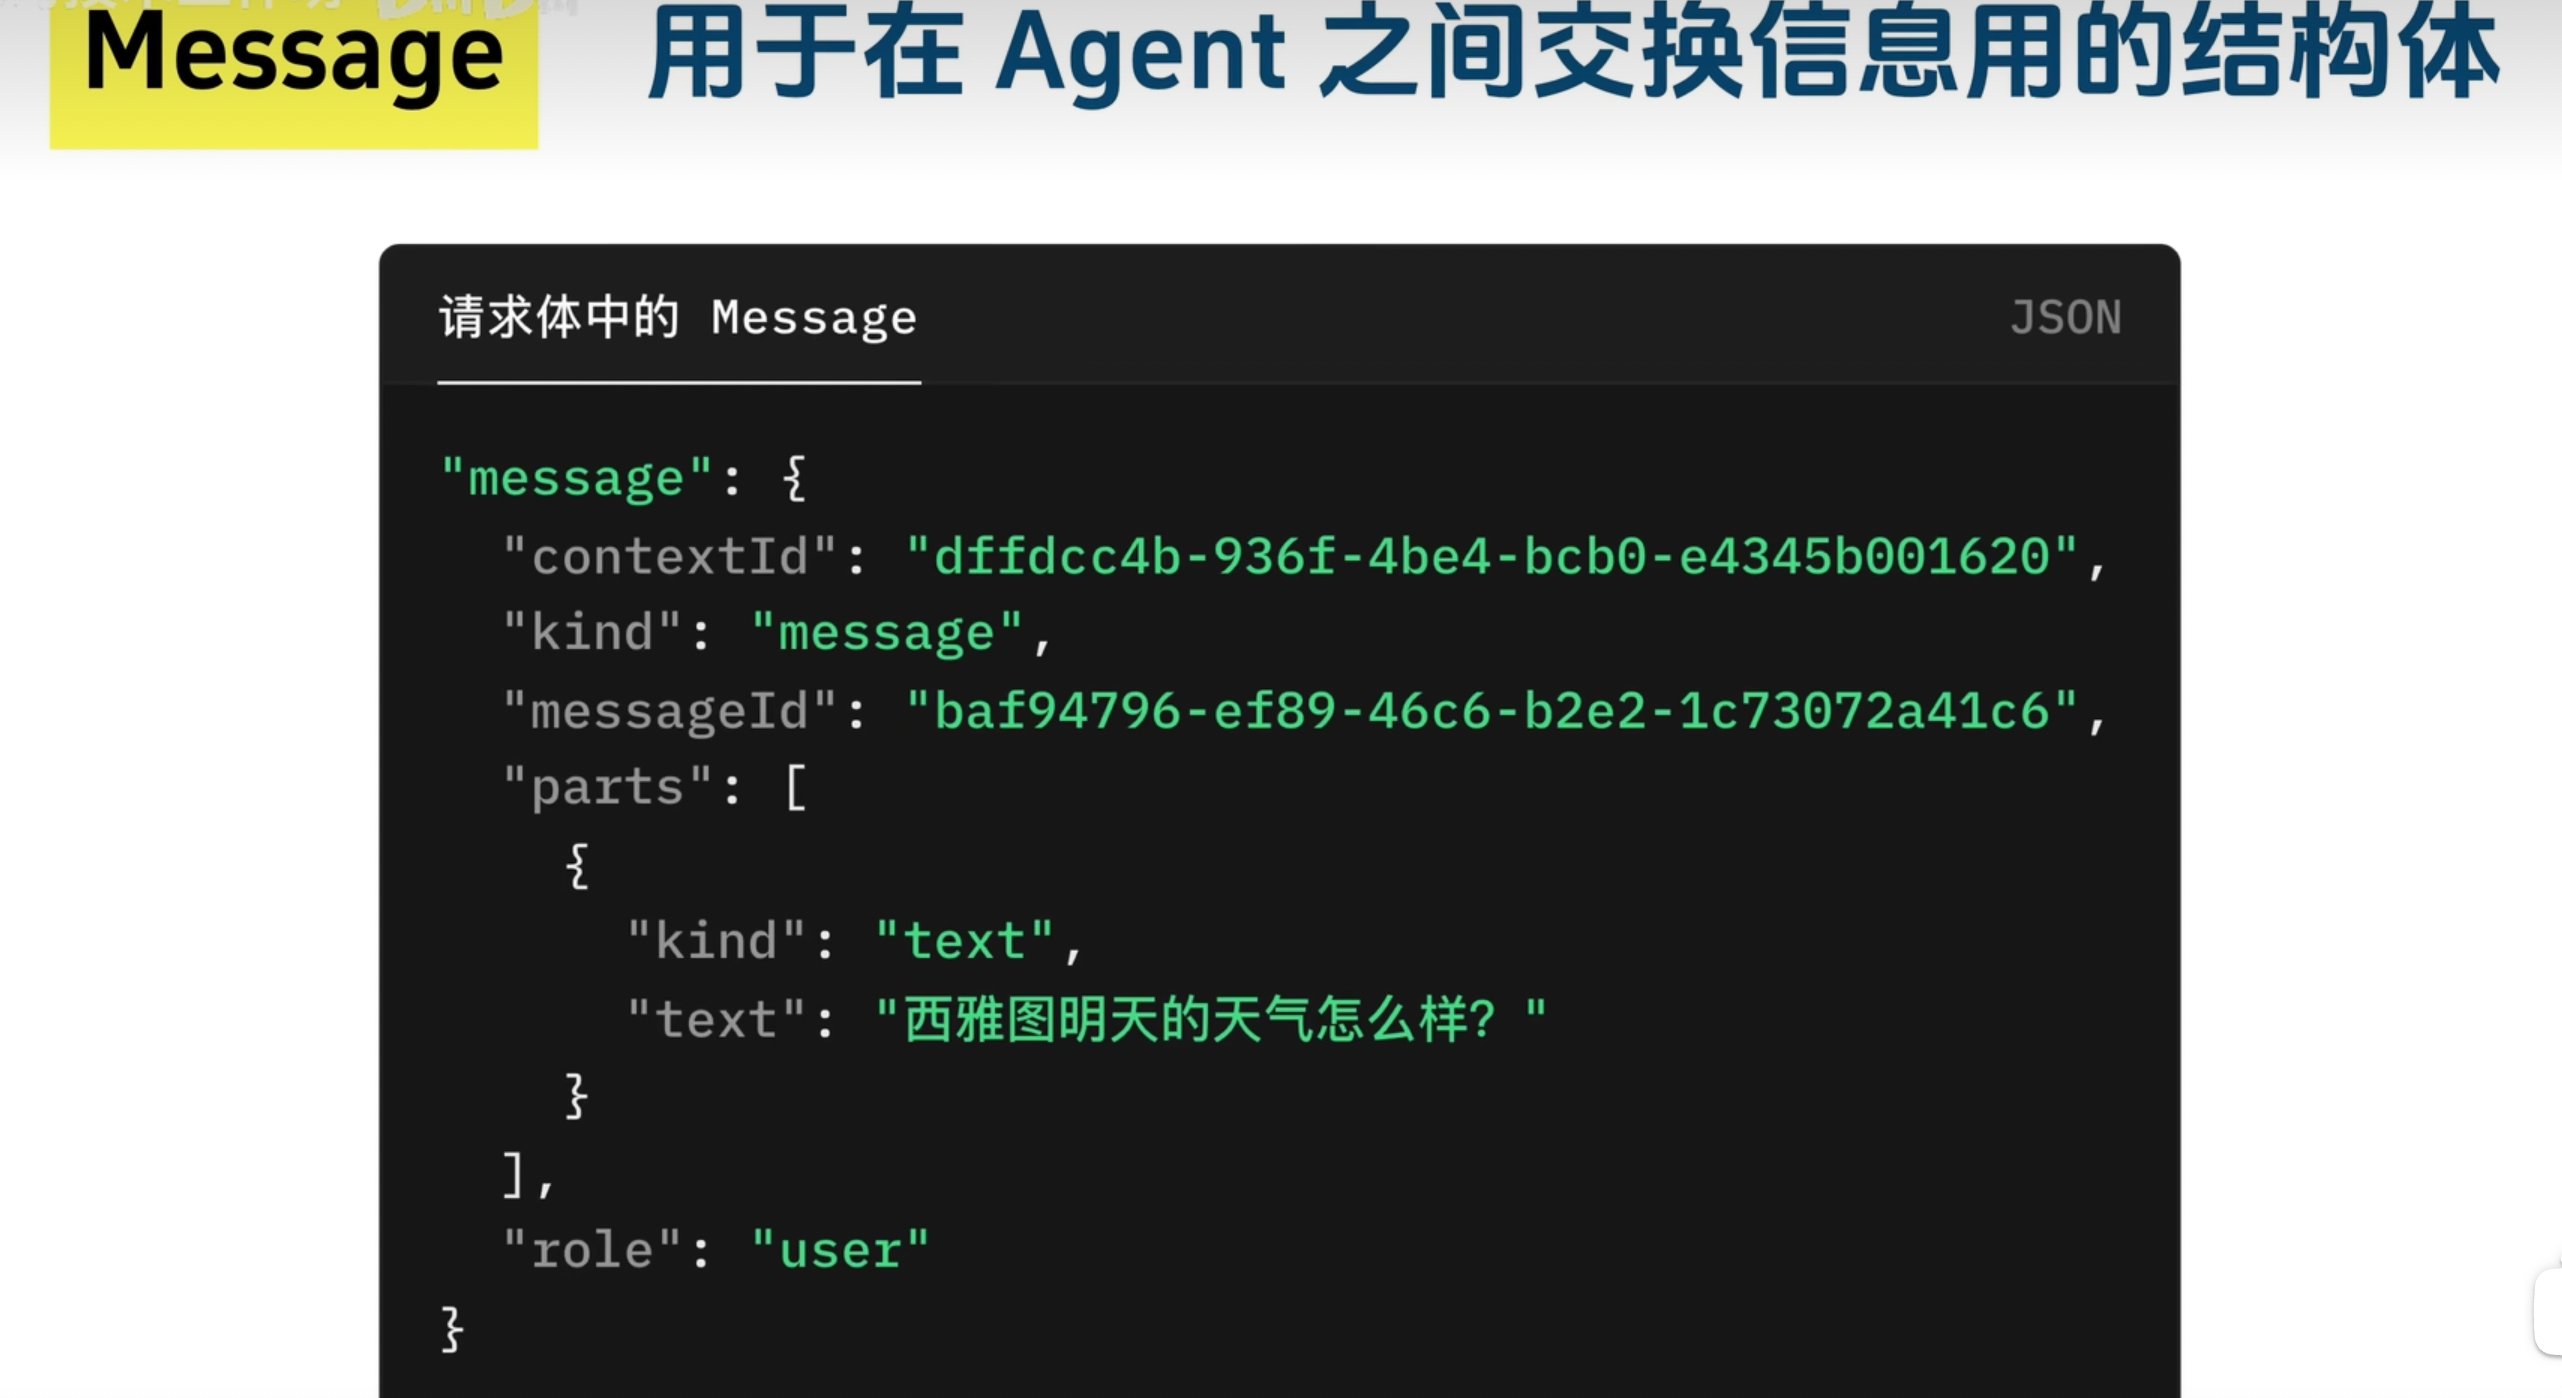 Message 用于在 Agent 之间交换信息用的结构体
请求体中的 Message JSON
"message": {
"contextId": "dffdcc4b-936f-4be4-bcb0-e4345b001620",
"kind": "message",
"messageId": "baf94796-ef89-46c6-b2e2-1c73072a41c6",
"parts": [
{
"kind": "text",
"text": "西雅图明天的天气怎么样？"
}
],
"role": "user"
}